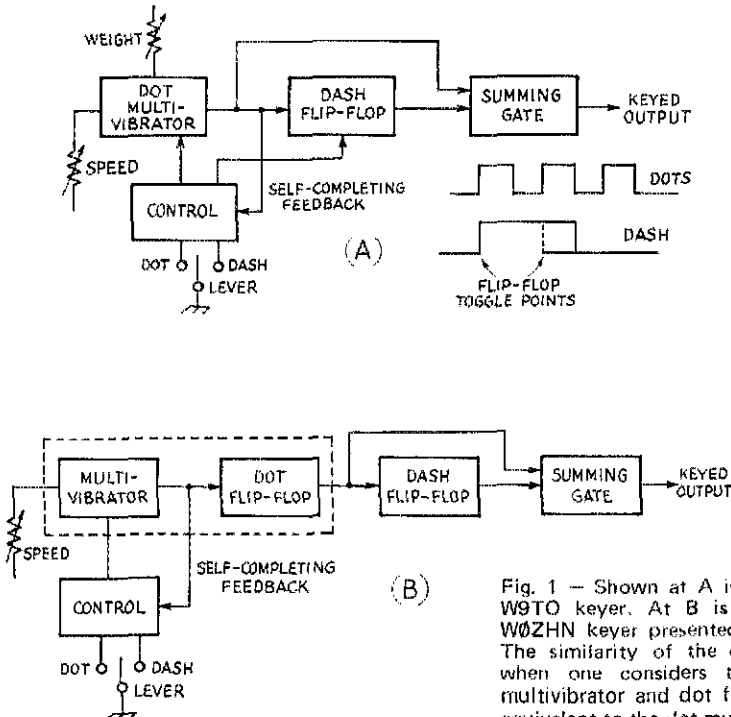 WEIGHT
DOT
MULTI-
VIBRATOR
DASH
FLIP-FLOP
SUMMING
GATE
KEYED
OUTPUT
SPEED
SELF-COMPLETING
FEEDBACK
CONTROL
DOTS
DOT
DASH
LEVER
(A)
DASH
FLIP-FLOP
TOGGLE POINTS
MULTI-
VIBRATOR
DOT
FLIP-FLOP
DASH
FLIP-FLOP
SUMMING
GATE
KEYED
OUTPUT
SPEED
SELF-COMPLETING
FEEDBACK
(B)
CONTROL
DOT
DASH
LEVER
Fig. 1 — Shown at A is
W9TO keyer. At B is
WØZHN keyer presented
The similarity of the
when one considers
multivibrator and dot